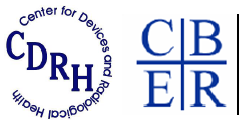 Center for Devices and Radiological Health
CDRH
CB
ER